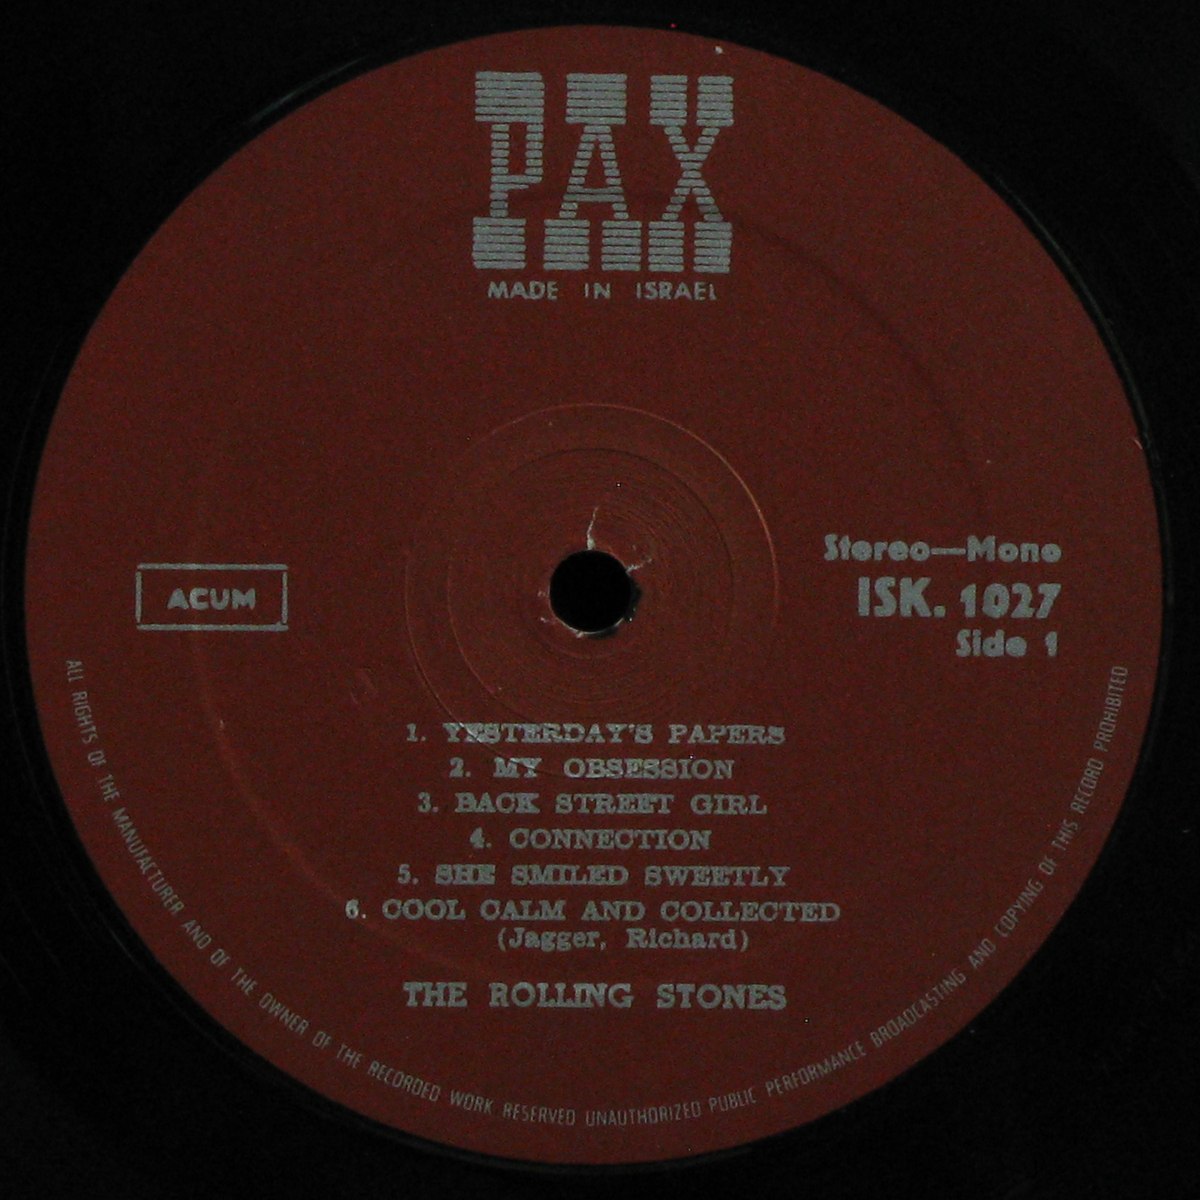 PAX
MADE IN ISRAEL
Stereo—Mono
ISK. 1027
Side 1
ACUM
1. YESTERDAY'S PAPERS
2. MY OBSESSION
3. BACK STREET GIRL
4. CONNECTION
5. SHE SMILED SWEETLY
6. COOL CALM AND COLLECTED
(Jagger, Richard)
THE ROLLING STONES
ALL RIGHTS OF THE MANUFACTURER AND OF THE OWNER OF THE RECORDED WORK RESERVED UNAUTHORIZED PUBLIC PERFORMANCE BROADCASTING AND COPYING OF THIS RECORD PROHIBITED